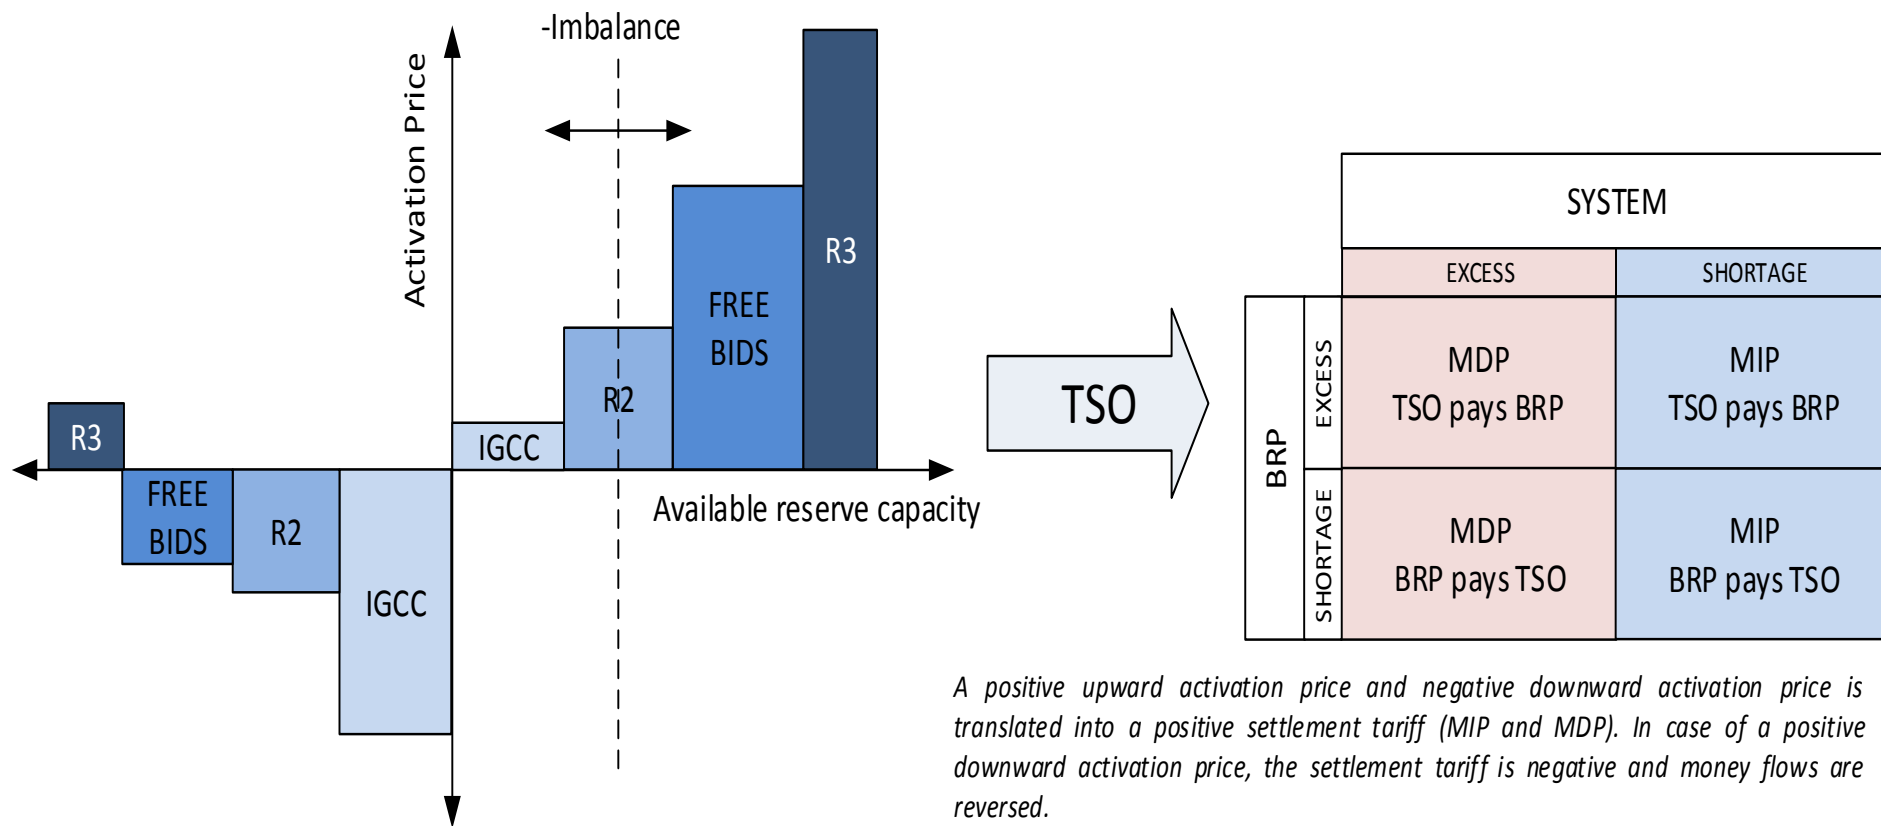 -Imbalance
Activation Price
R3
FREE
BIDS
R2
IGCC
IGCC
R2
FREE
BIDS
R3
Available reserve capacity
TSO
SYSTEM
EXCESS
SHORTAGE
BRP
EXCESS
MDP
TSO pays BRP
MIP
TSO pays BRP
SHORTAGE
MDP
BRP pays TSO
MIP
BRP pays TSO
A positive upward activation price and negative downward activation price is
translated into a positive settlement tariff (MIP and MDP). In case of a positive
downward activation price, the settlement tariff is negative and money flows are
reversed.